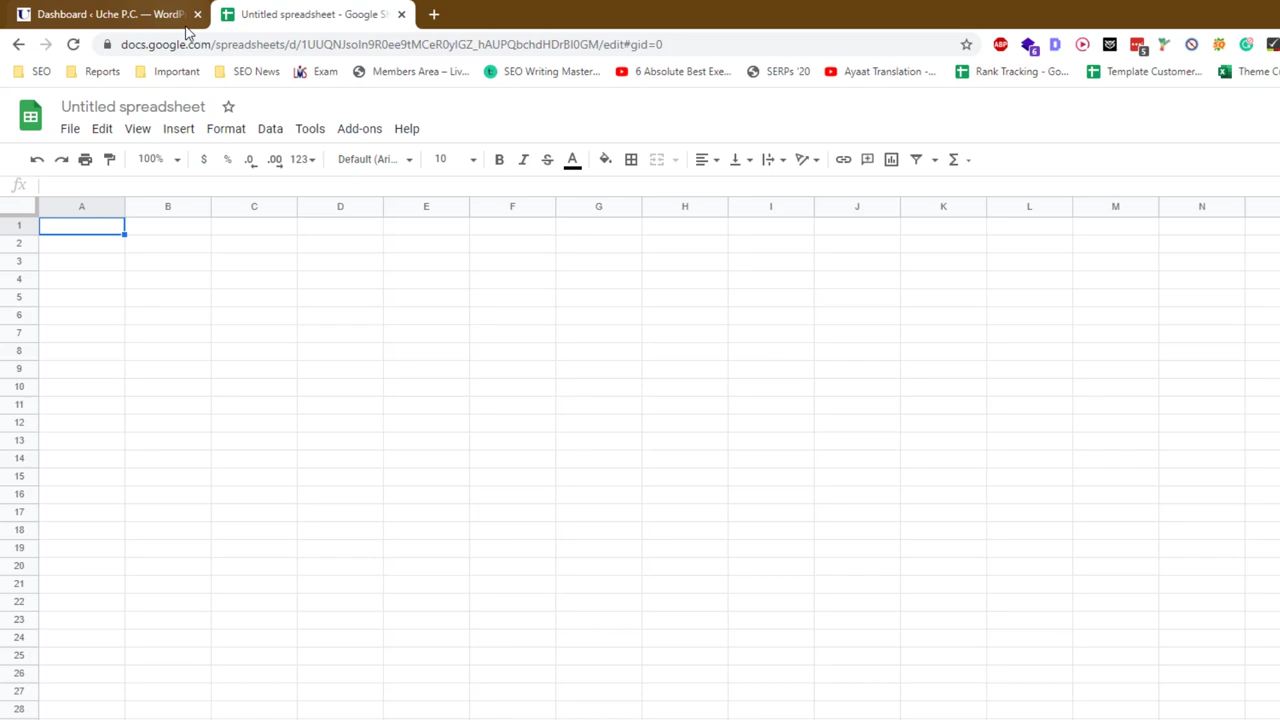 Dashboard ‹ Uche P.C. — WordP
Untitled spreadsheet - Google S
docs.google.com/spreadsheets/d/1UUQNJsoIn9R0ee9tMCeR0yIGZ_hAUPQbchdHDrBI0GM/edit#gid=0
ABP 6 D 5
SEO Reports Important SEO News Exam Members Area – Liv... SEO Writing Master... 6 Absolute Best Exe... SERPs '20 Ayaat Translation -... Rank Tracking - Go... Template Customer... Theme C
Untitled spreadsheet
File Edit View Insert Format Data Tools Add-ons Help
100% $ % .0 .00 123 Default (Ari... 10 B I S A Σ
fx
A B C D E F G H I J K L M N
1
2
3
4
5
6
7
8
9
10
11
12
13
14
15
16
17
18
19
20
21
22
23
24
25
26
27
28